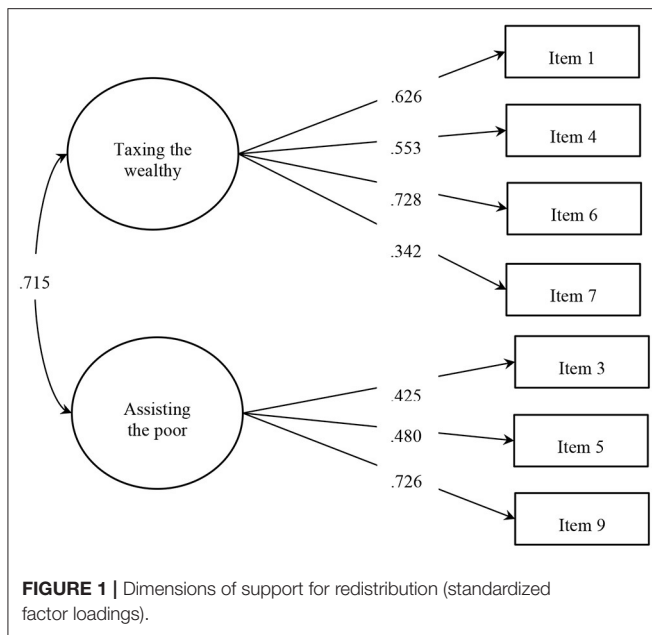 Item 1
.626
Taxing the
wealthy
.553
Item 4
.728
Item 6
.342
Item 7
.715
Item 3
.425
Assisting
the poor
.480
Item 5
.726
Item 9
FIGURE 1 | Dimensions of support for redistribution (standardized
factor loadings).